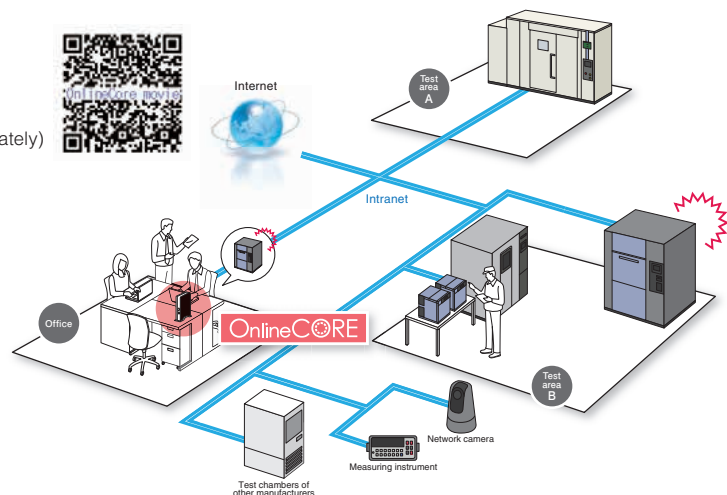 OnlineCore movie
ately)
Internet
Test
area
A
Intranet
Office
OnlineCORE
Test
area
B
Network camera
Measuring instrument
Test chambers of
other manufacturers